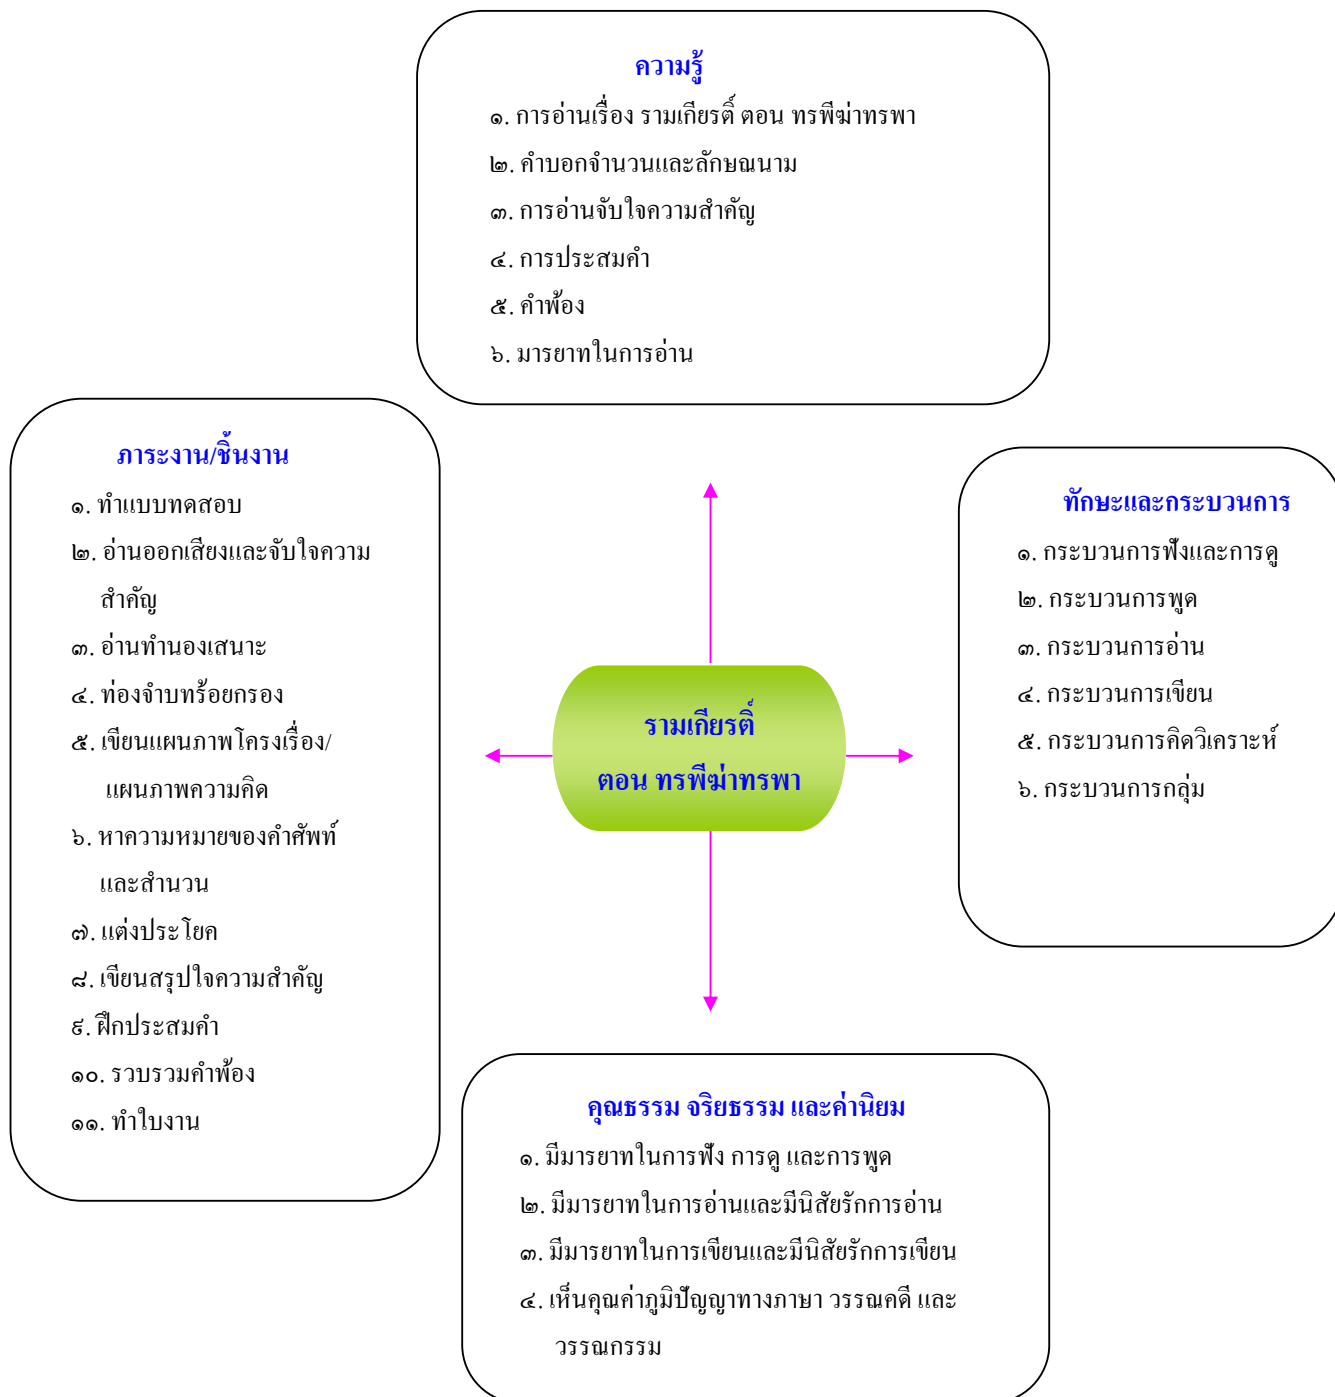 ความรู้
๑. การอ่านเรื่อง รามเกียรติ์ ตอน ทรพีฆ่าทรพา
๒. คำบอกจำนวนและลักษณนาม
๓. การอ่านจับใจความสำคัญ
๔. การประสมคำ
๕. คำพ้อง
๖. มารยาทในการอ่าน
ภาระงาน/ชิ้นงาน
๑. ทำแบบทดสอบ
๒. อ่านออกเสียงและจับใจความ
สำคัญ
๓. อ่านทำนองเสนาะ
๔. ท่องจำบทร้อยกรอง
๕. เขียนแผนภาพโครงเรื่อง/
แผนภาพความคิด
๖. หาความหมายของคำศัพท์
และสำนวน
๗. แต่งประโยค
๘. เขียนสรุปใจความสำคัญ
๙. ฝึกประสมคำ
๑๐. รวบรวมคำพ้อง
๑๑. ทำใบงาน
รามเกียรติ์
ตอน ทรพีฆ่าทรพา
ทักษะและกระบวนการ
๑. กระบวนการฟังและการดู
๒. กระบวนการพูด
๓. กระบวนการอ่าน
๔. กระบวนการเขียน
๕. กระบวนการคิดวิเคราะห์
๖. กระบวนการกลุ่ม
คุณธรรม จริยธรรม และค่านิยม
๑. มีมารยาทในการฟัง การดู และการพูด
๒. มีมารยาทในการอ่านและมีนิสัยรักการอ่าน
๓. มีมารยาทในการเขียนและมีนิสัยรักการเขียน
๔. เห็นคุณค่าภูมิปัญญาทางภาษา วรรณคดี และ
วรรณกรรม